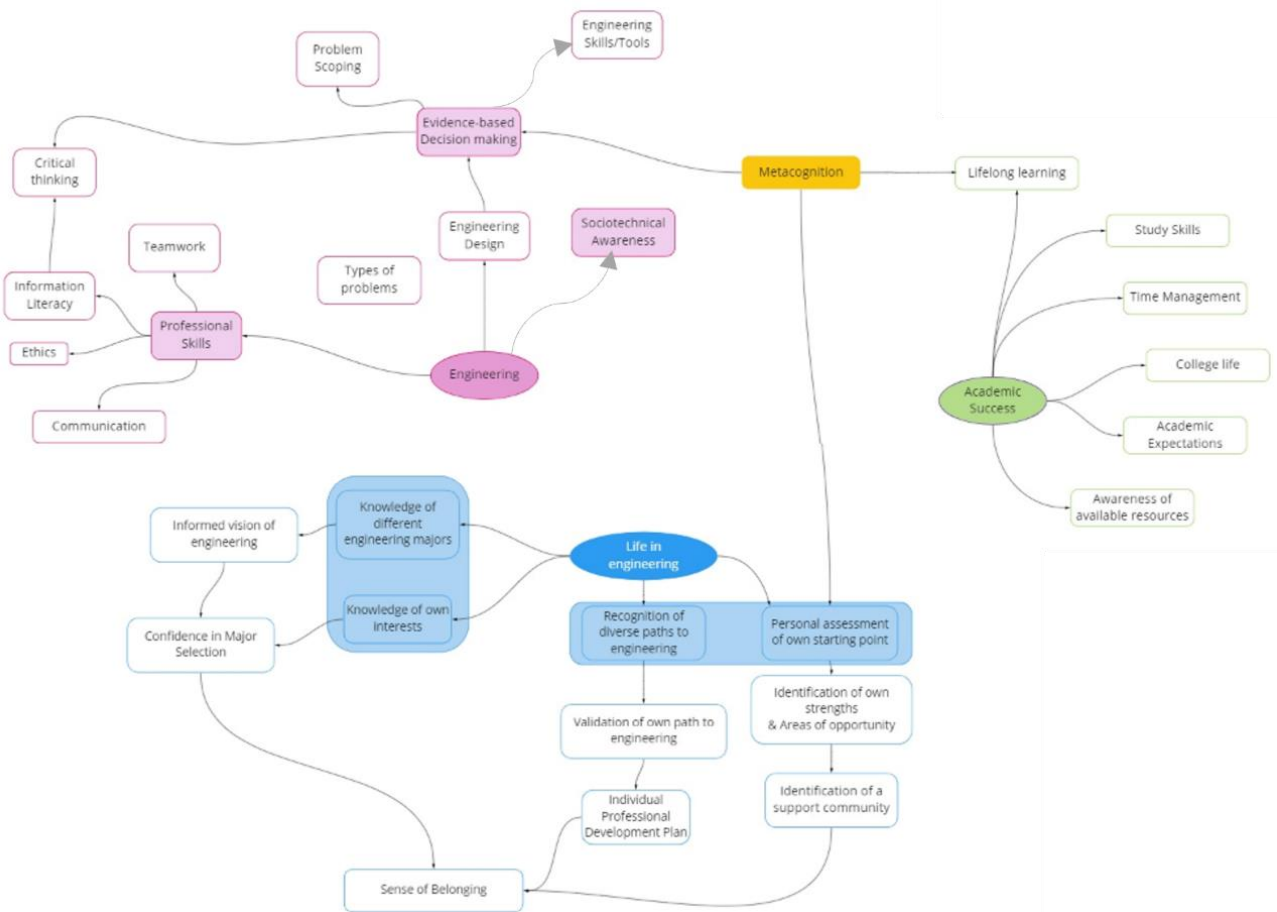 Engineering
Skills/Tools
Problem
Scoping
Evidence-based
Decision making
Critical
thinking
Metacognition
Lifelong learning
Teamwork
Engineering
Design
Sociotechnical
Awareness
Study Skills
Types of
problems
Information
Literacy
Time Management
Professional
Skills
Ethics
Engineering
College life
Academic
Success
Communication
Academic
Expectations
Awareness of
available resources
Knowledge of
different
engineering majors
Informed vision of
engineering
Life in
engineering
Knowledge of own
interests
Recognition of
diverse paths to
engineering
Personal assessment
of own starting point
Confidence in Major
Selection
Identification of own
strengths
& Areas of opportunity
Validation of own path to
engineering
Identification of a
support community
Individual
Professional
Development Plan
Sense of Belonging